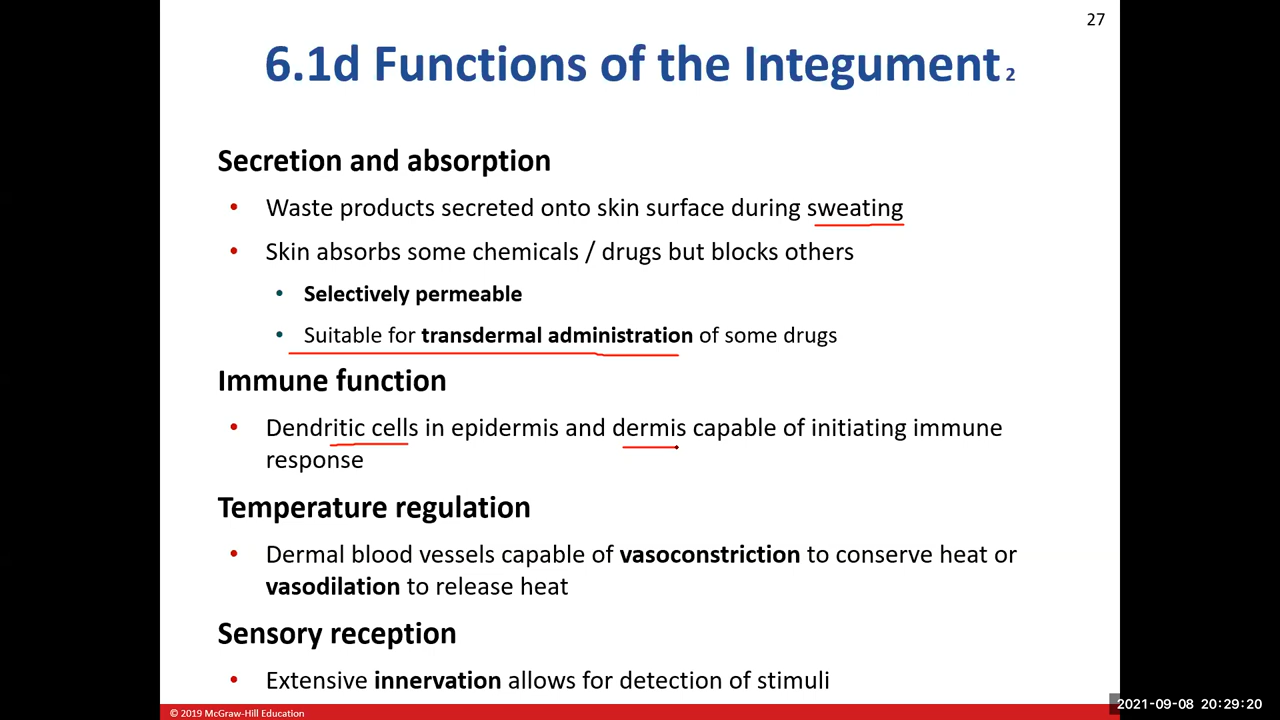 27
6.1d Functions of the Integument 2
Secretion and absorption
• Waste products secreted onto skin surface during sweating
• Skin absorbs some chemicals / drugs but blocks others
• Selectively permeable
• Suitable for transdermal administration of some drugs
Immune function
• Dendritic cells in epidermis and dermis capable of initiating immune
response
Temperature regulation
• Dermal blood vessels capable of vasoconstriction to conserve heat or
vasodilation to release heat
Sensory reception
• Extensive innervation allows for detection of stimuli
© 2019 McGraw-Hill Education
2021-09-08 20:29:20